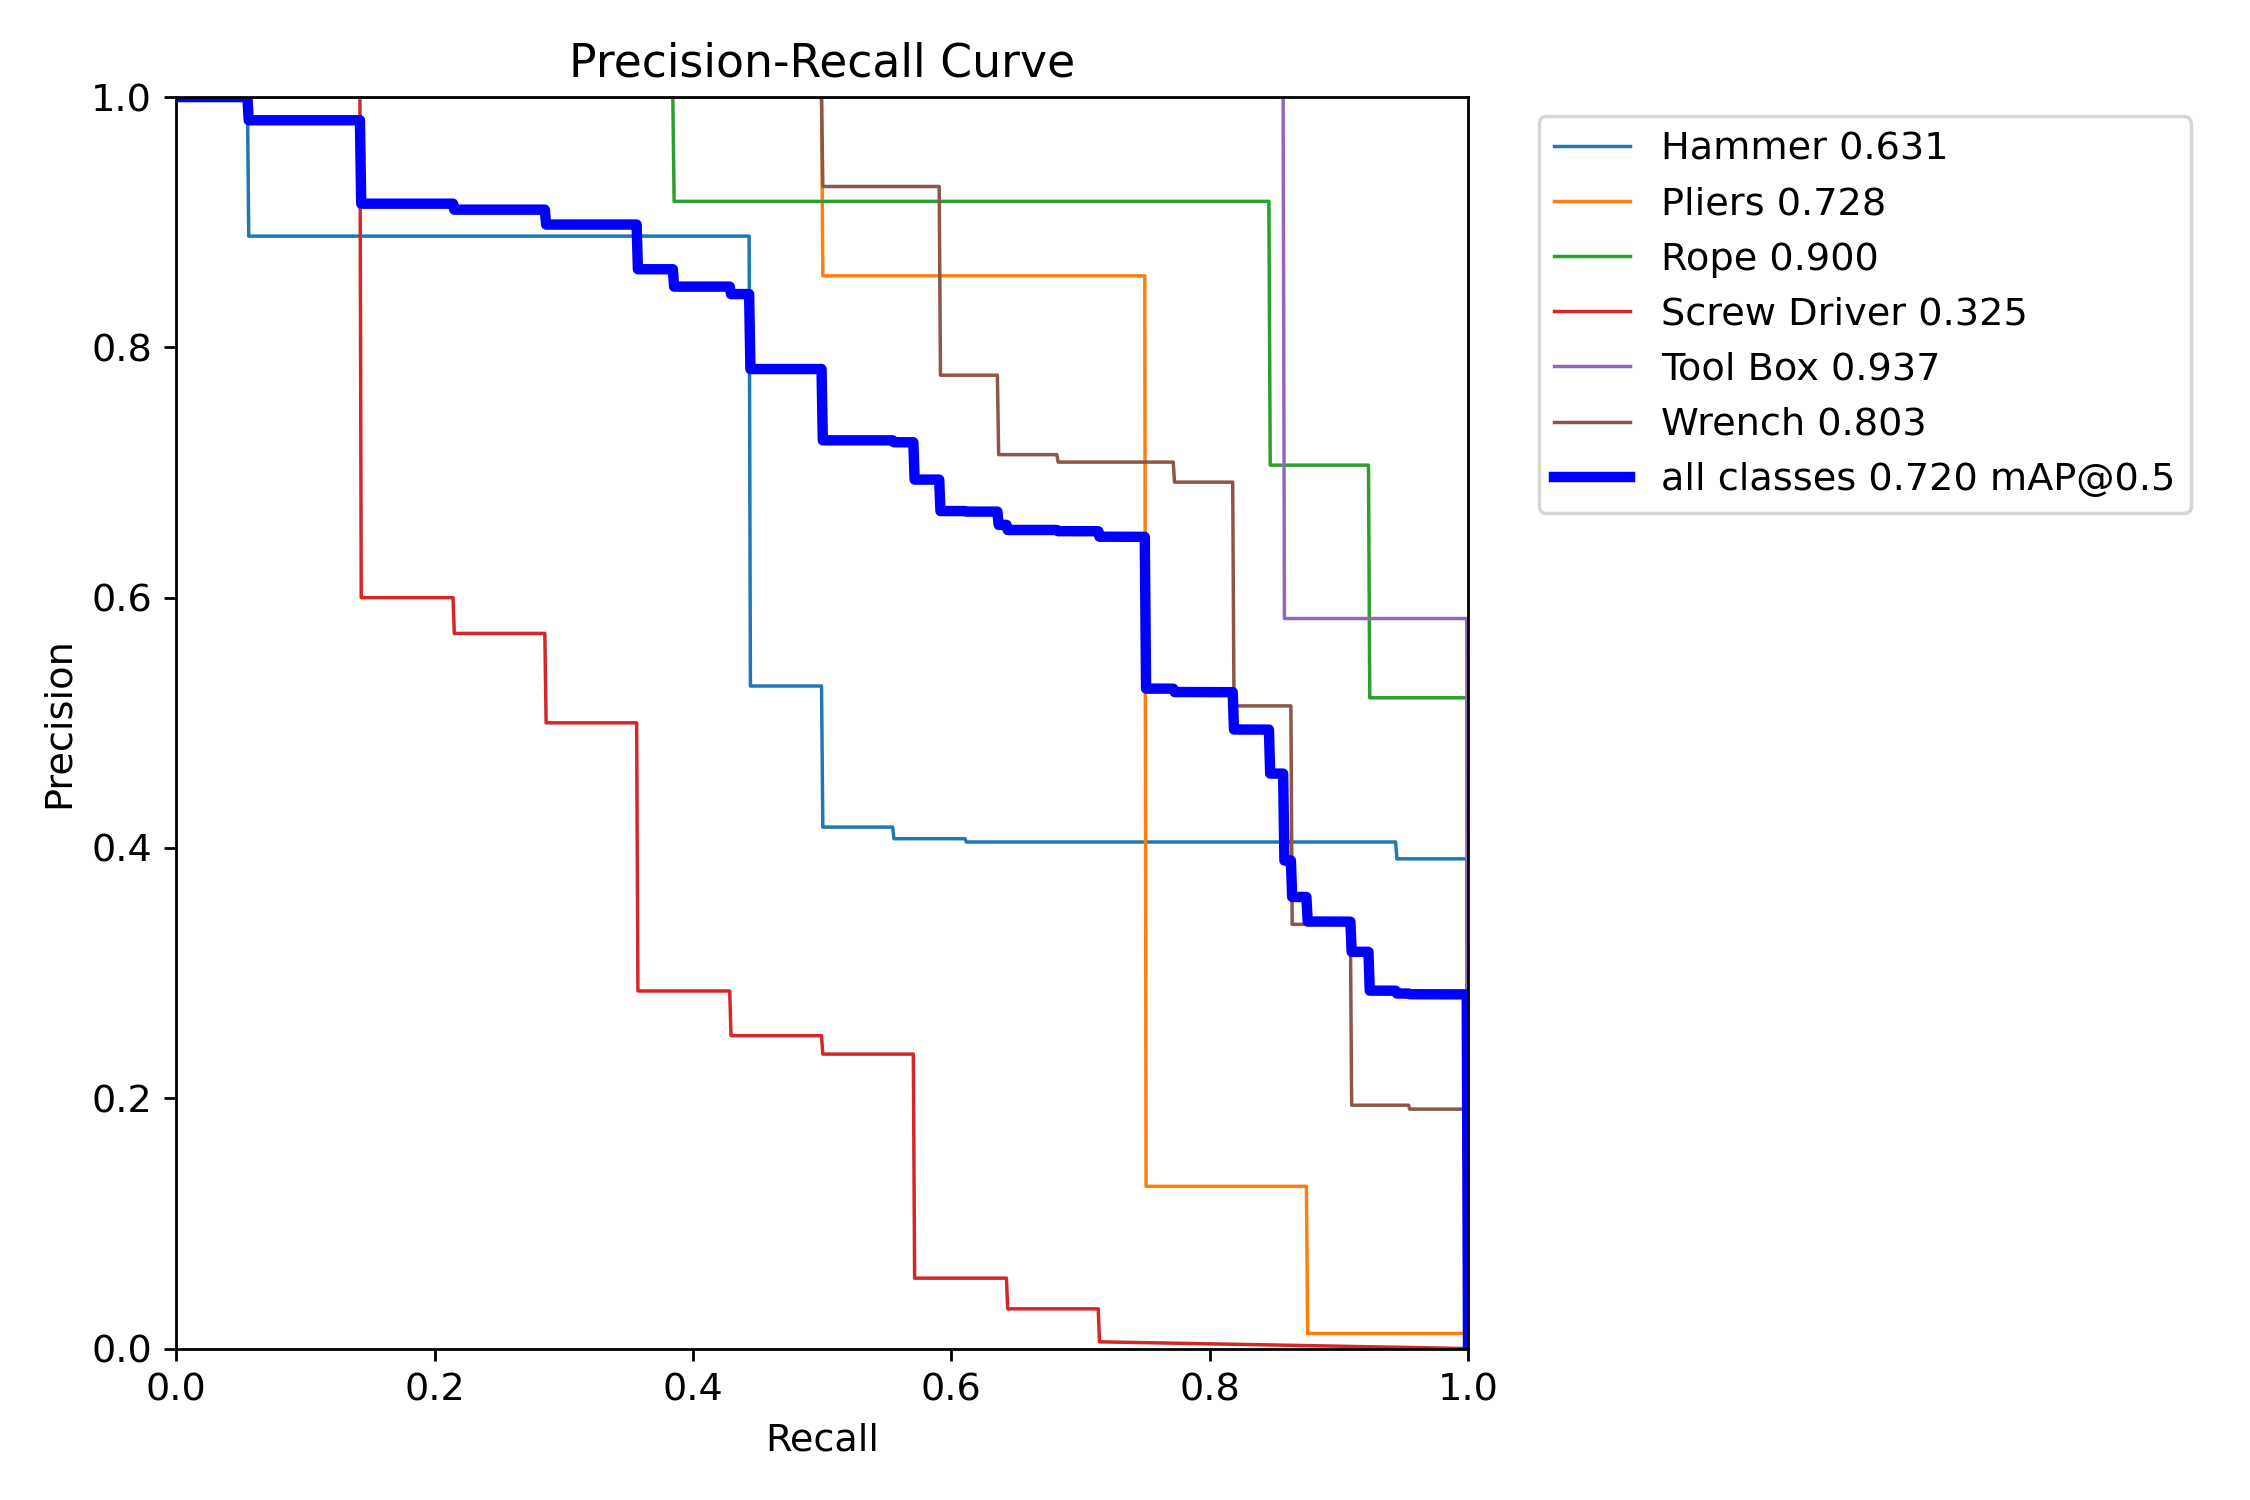 Precision-Recall Curve
1.0
0.8
0.6
0.4
0.2
0.0
Precision
0.0 0.2 0.4 0.6 0.8 1.0
Recall
Hammer 0.631
Pliers 0.728
Rope 0.900
Screw Driver 0.325
Tool Box 0.937
Wrench 0.803
all classes 0.720 mAP@0.5